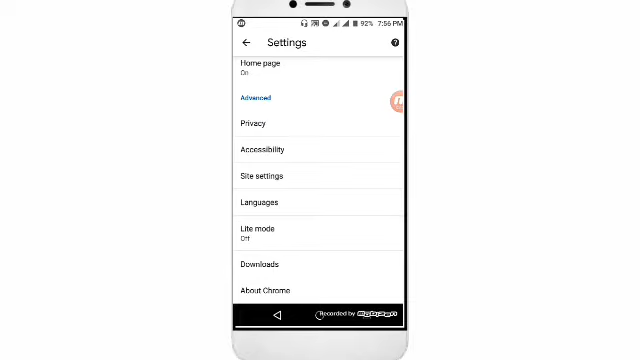 92% 7:56 PM
Settings
Home page
On
Advanced
Privacy
Accessibility
Site settings
Languages
Lite mode
Off
Downloads
About Chrome
Recorded by